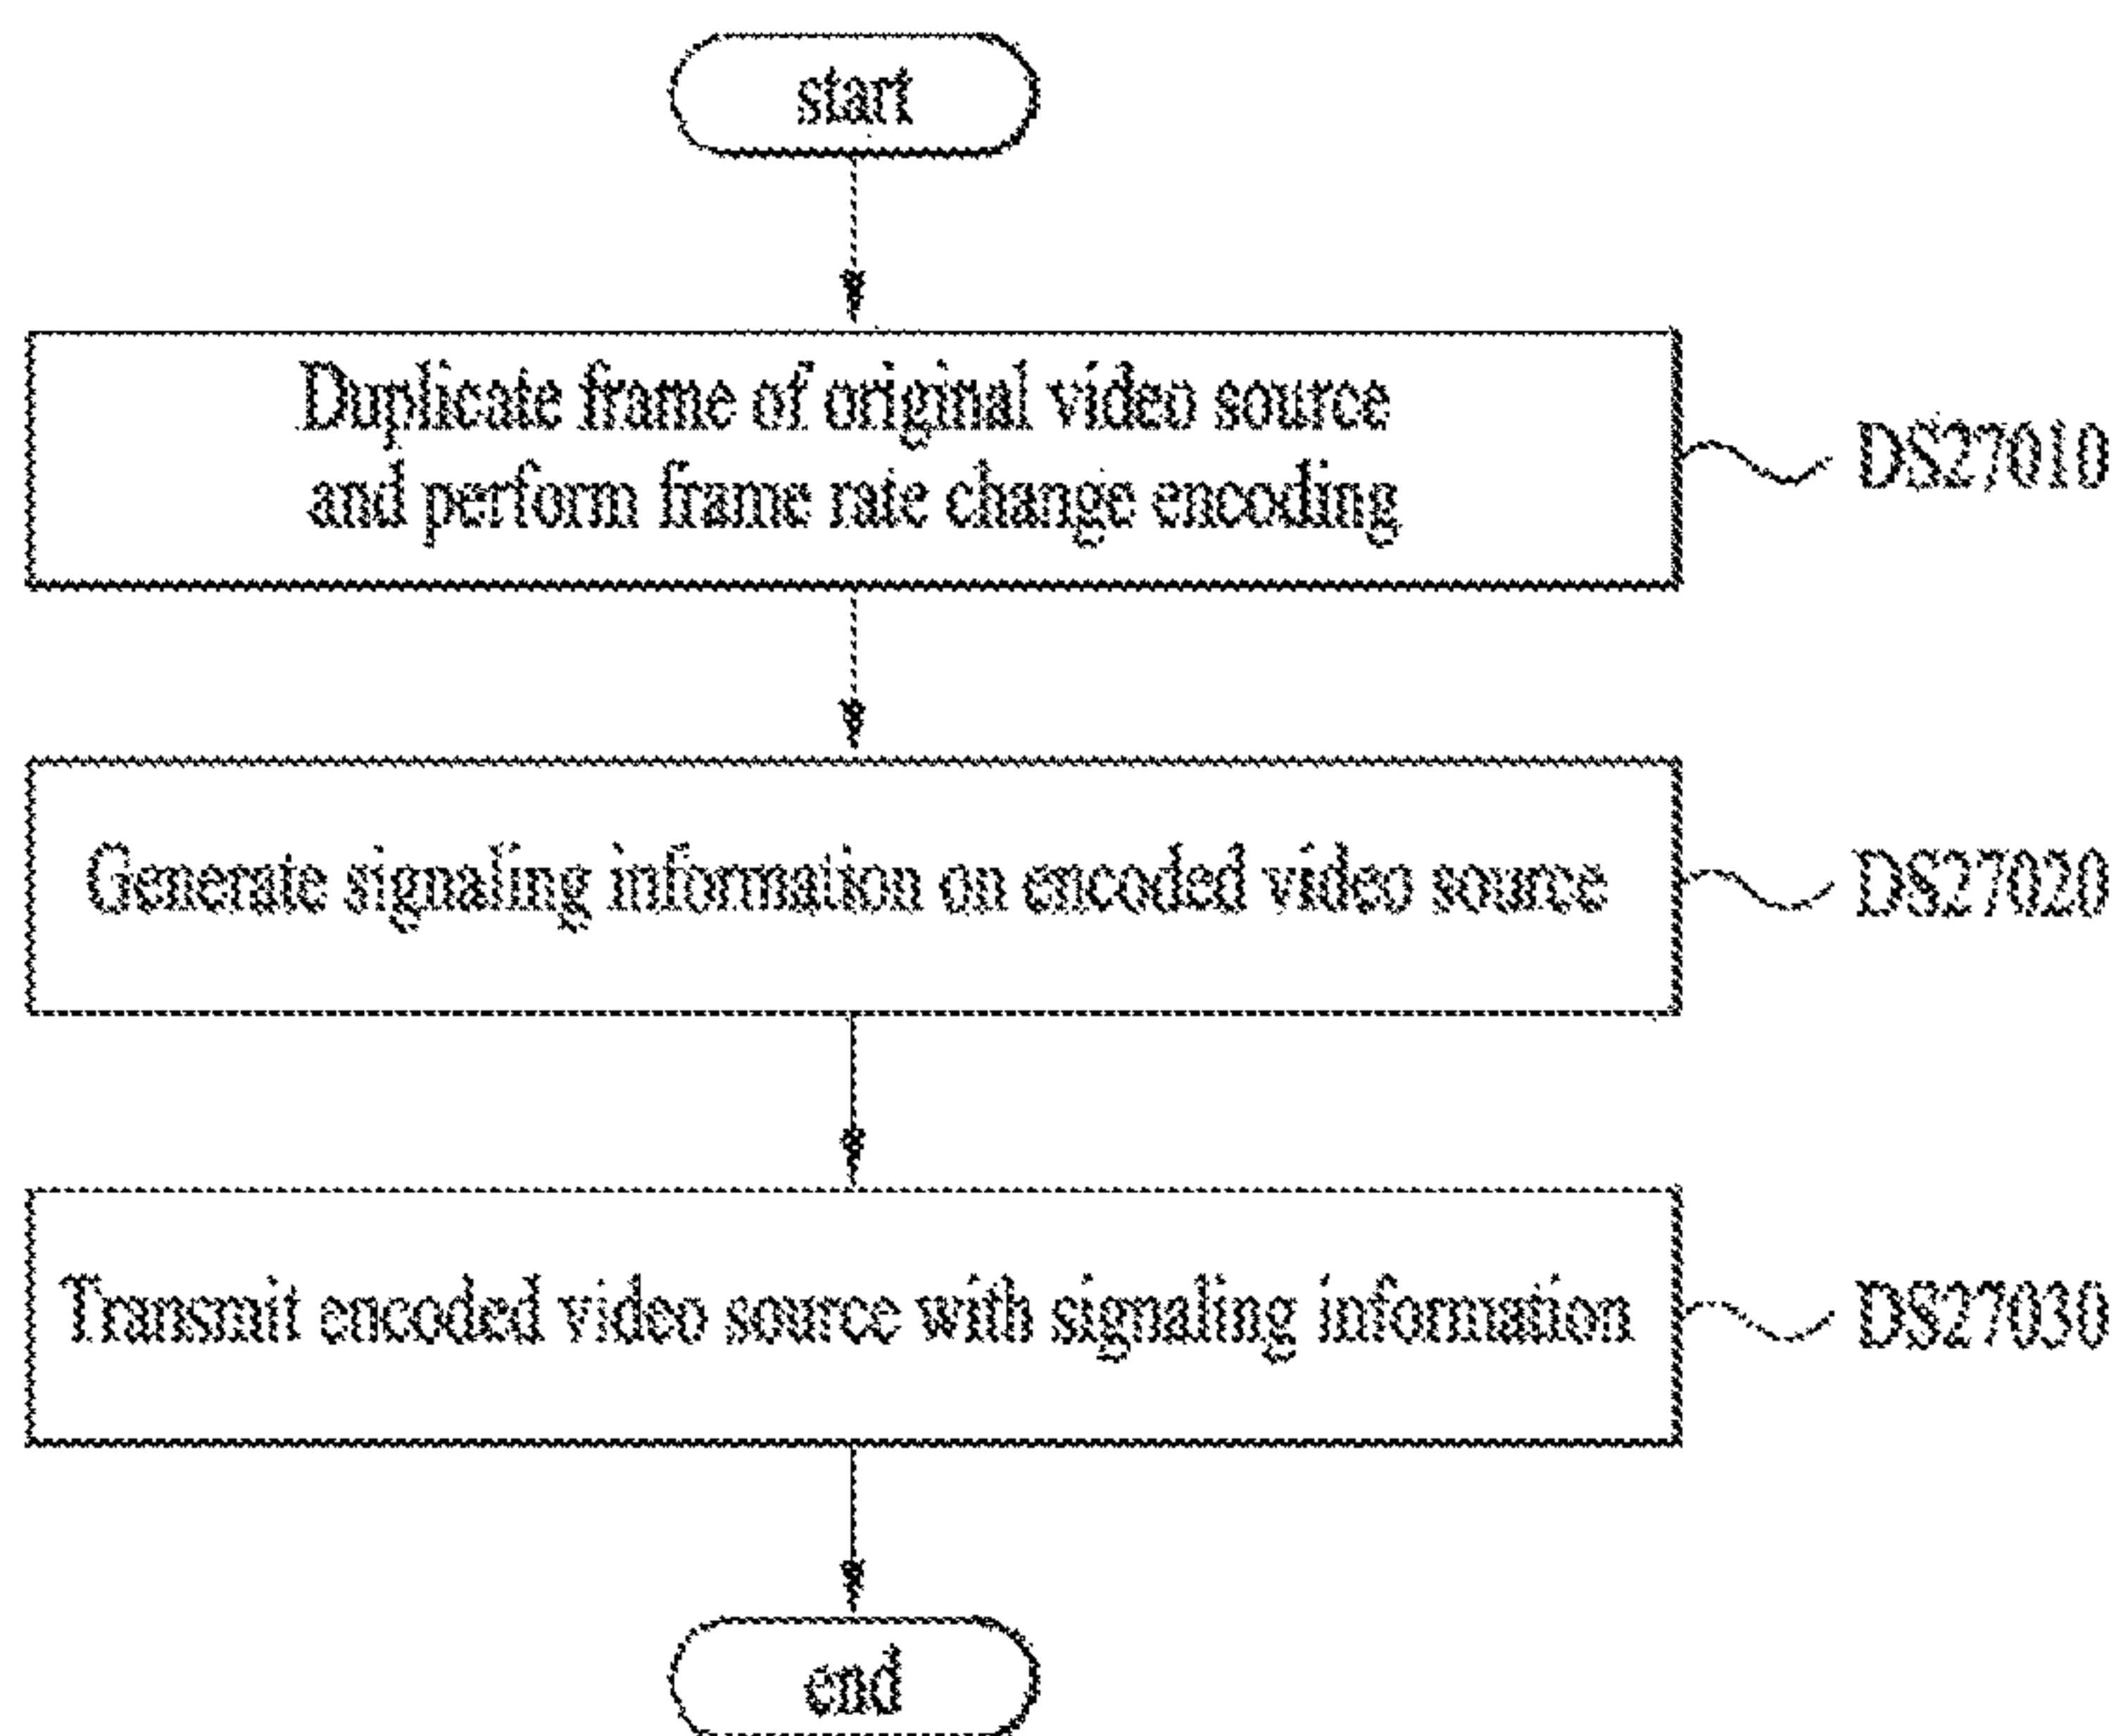 start
Duplicate frame of original video source
and perform frame rate change encoding
DS27010
Generate signaling information on encoded video source
DS27020
Transmit encoded video source with signaling information
DS27030
end